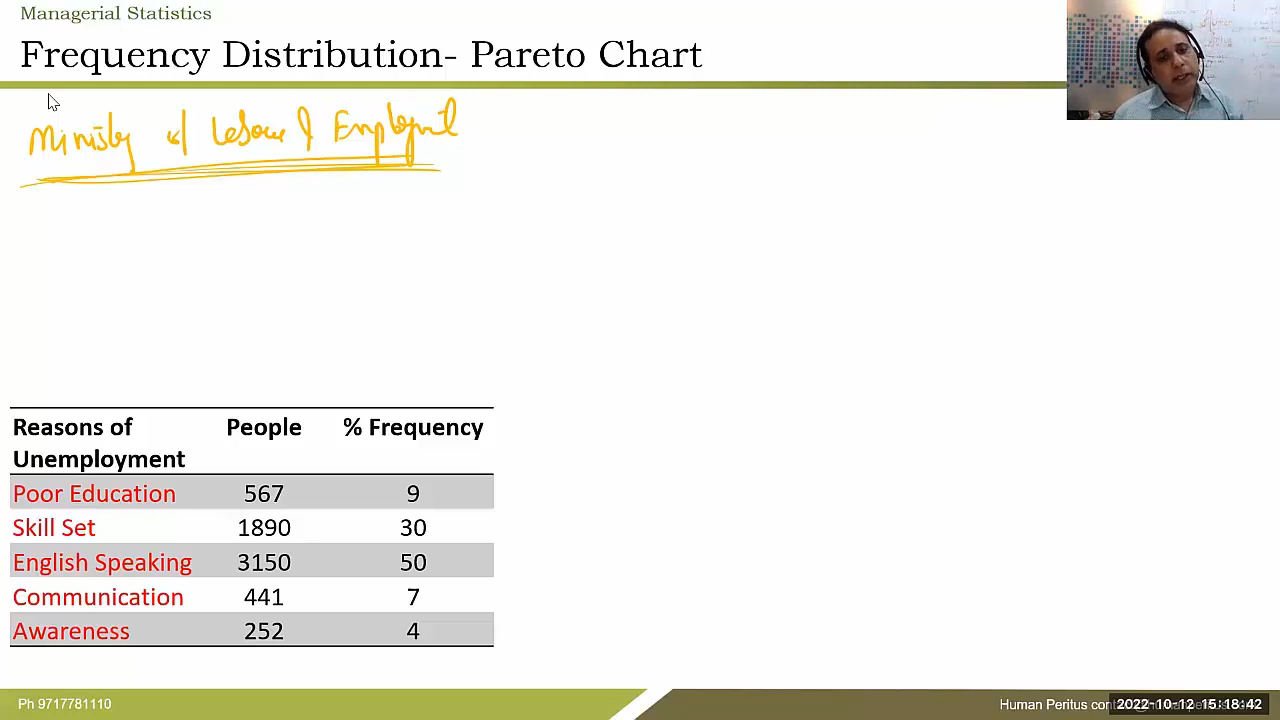 Managerial Statistics
Frequency Distribution- Pareto Chart
Ministry of Labour & Employment
Reasons of Unemployment People % Frequency
Poor Education 567 9
Skill Set 1890 30
English Speaking 3150 50
Communication 441 7
Awareness 252 4
Ph 9717781110
Human Peritus
2022-10-12 15:18:42